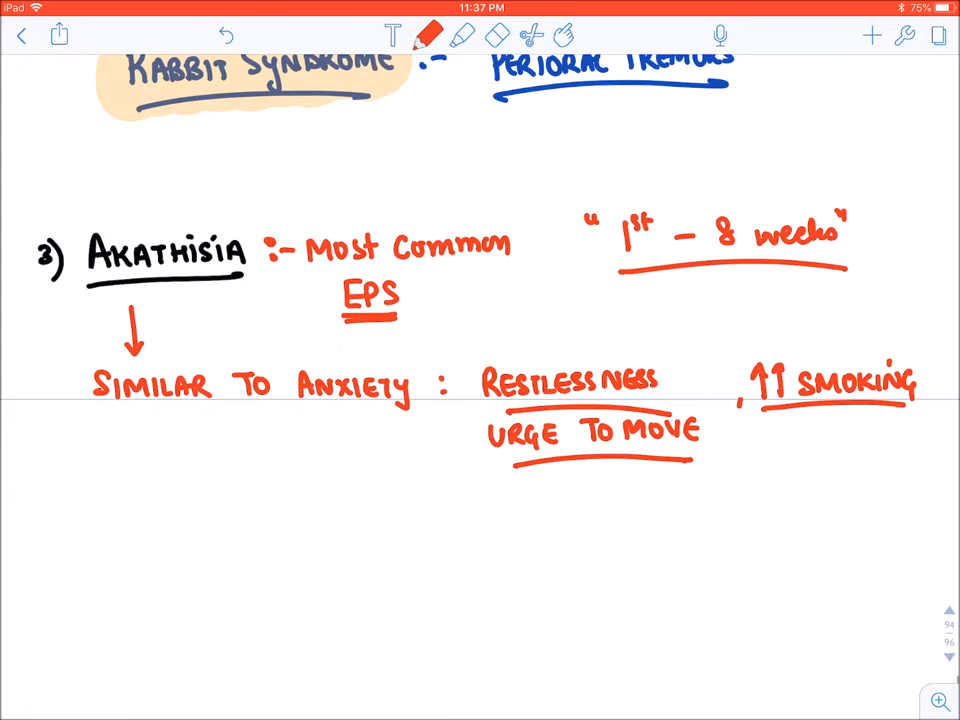 iPad 11:37 PM 75%
T
RABBIT SYNDROME :- PERIORAL TREMORS
3) AKATHISIA :- Most Common "1st - 8 weeks"
EPS
SIMILAR TO ANXIETY : RESTLESSNESS , ↑↑ SMOKING
URGE TO MOVE
94
96